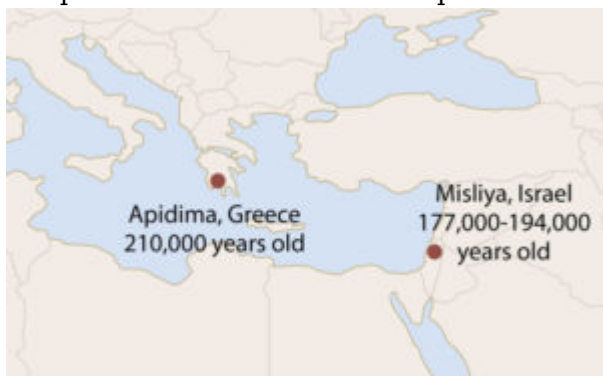 Apidima, Greece
210,000 years old
Misliya, Israel
177,000-194,000
years old